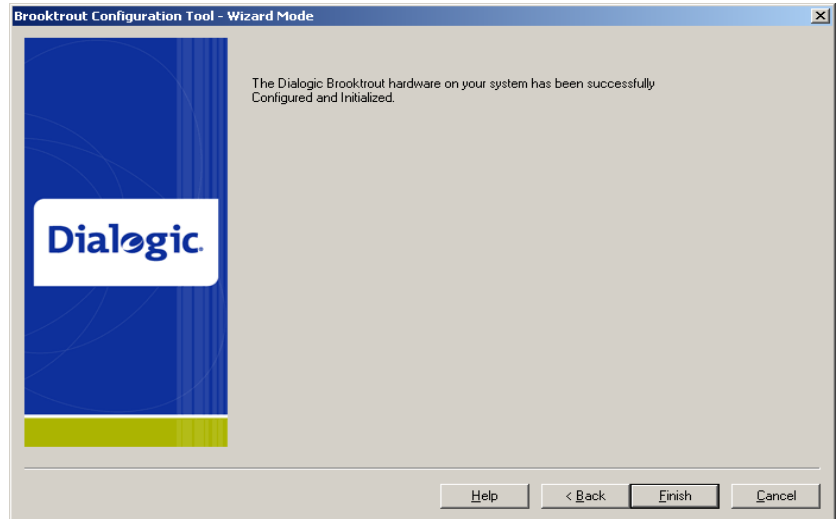 Brooktrout Configuration Tool - Wizard Mode
The Dialogic Brooktrout hardware on your system has been successfully
Configured and Initialized.
Dialogic.
Help
< Back
Finish
Cancel